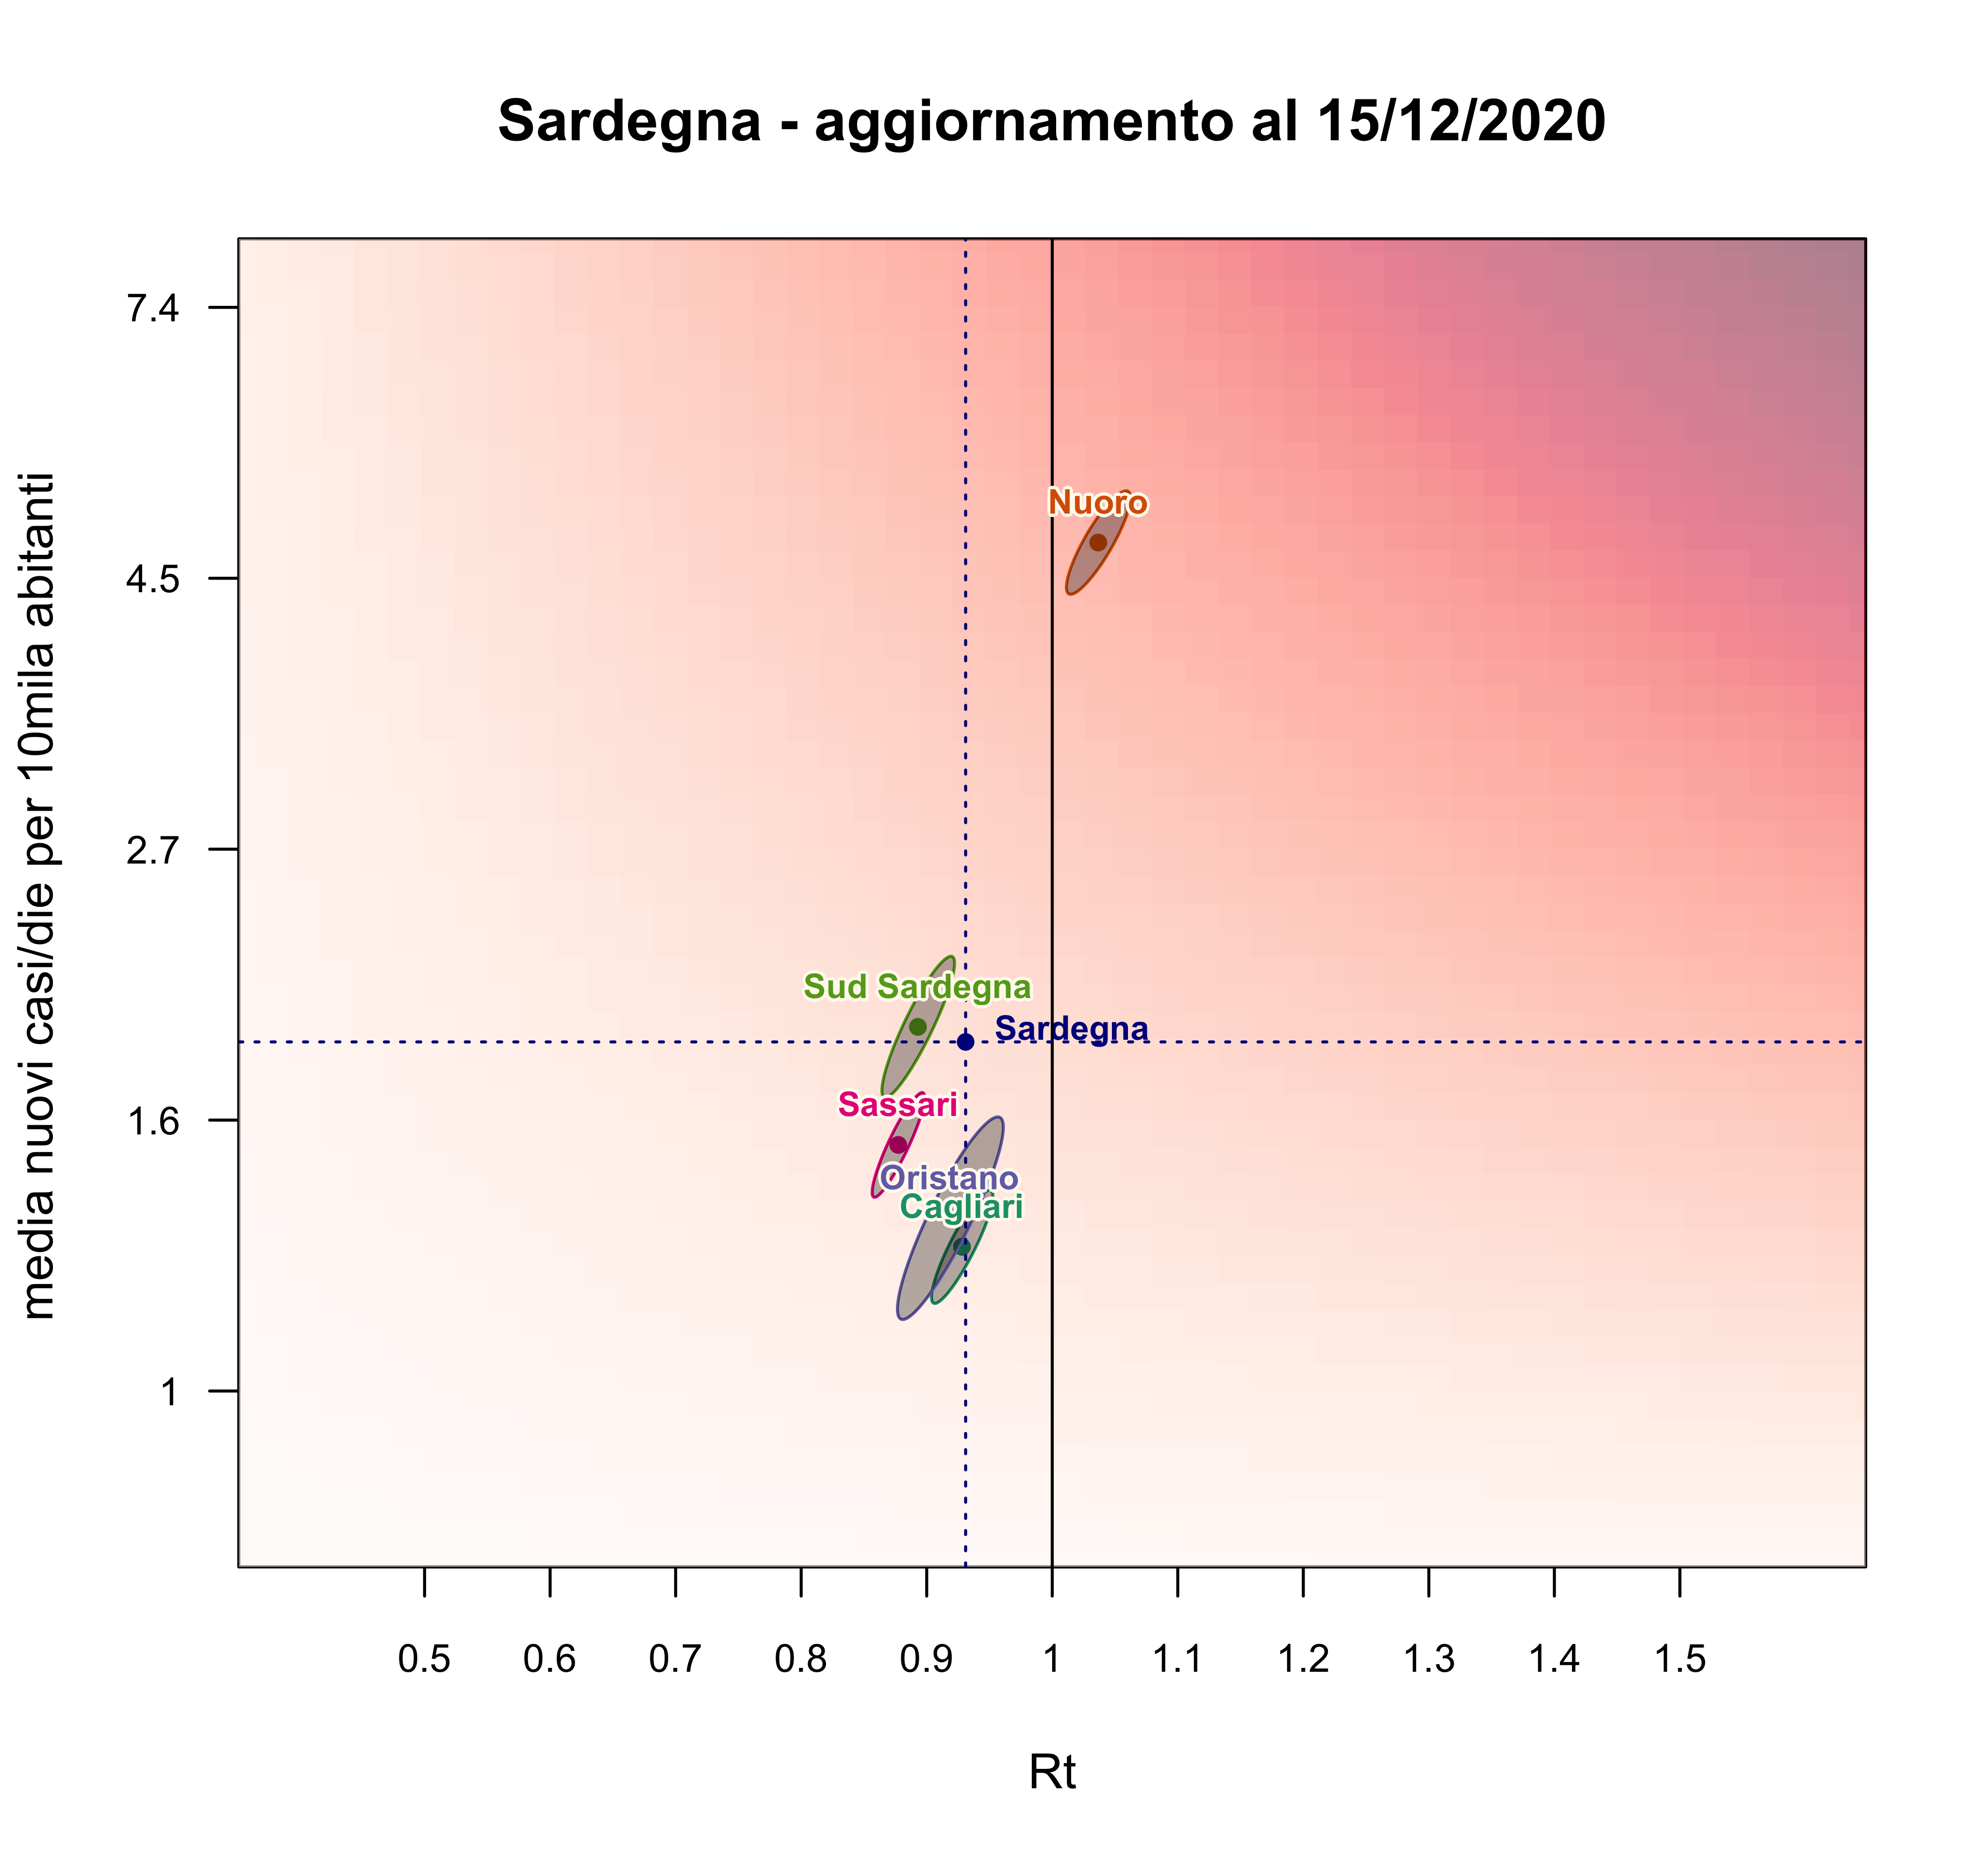 Sardegna - aggiornamento al 15/12/2020
media nuovi casi/die per 10mila abitanti
7.4
4.5
2.7
1.6
1
Nuoro
Sud Sardegna
Sardegna
Sassari
Oristano
Cagliari
0.5 0.6 0.7 0.8 0.9 1 1.1 1.2 1.3 1.4 1.5
Rt